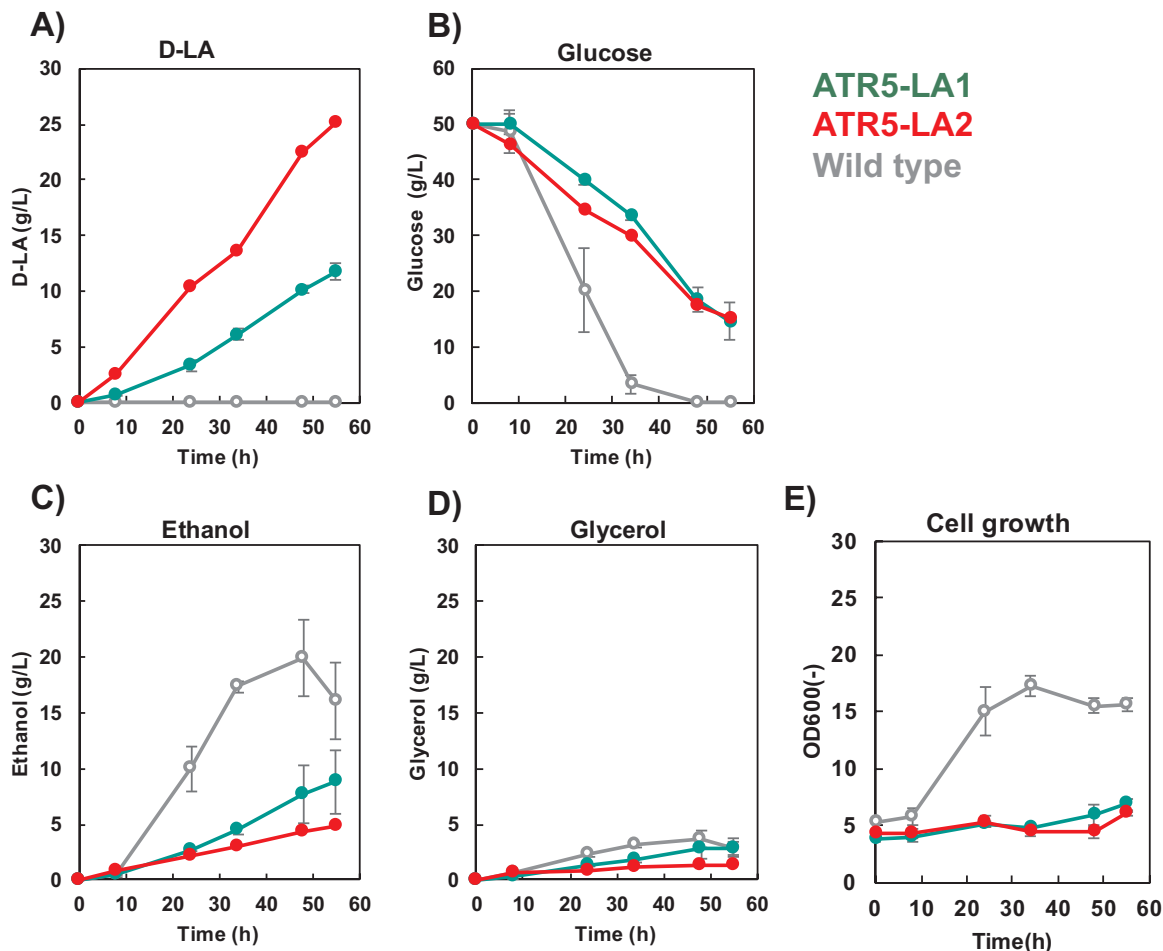 A)
D-LA
30
25
20
15
10
5
0
D-LA (g/L)
0 10 20 30 40 50 60
Time (h)
B)
Glucose
60
50
40
30
20
10
0
Glucose (g/L)
0 10 20 30 40 50 60
Time (h)
ATR5-LA1
ATR5-LA2
Wild type
C)
Ethanol
30
25
20
15
10
5
0
Ethanol (g/L)
0 10 20 30 40 50 60
Time (h)
D)
Glycerol
30
25
20
15
10
5
0
Glycerol (g/L)
0 10 20 30 40 50 60
Time (h)
E)
Cell growth
30
25
20
15
10
5
0
OD600(-)
0 10 20 30 40 50 60
Time(h)